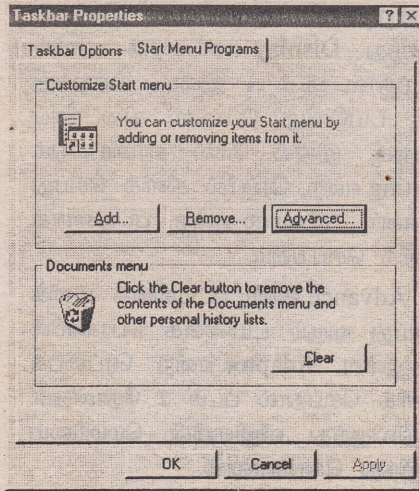 Taskbar Properties
Taskbar Options Start Menu Programs
Customize Start menu
You can customize your Start menu by
adding or removing items from it.
Add... Remove... Advanced...
Documents menu
Click the Clear button to remove the
contents of the Documents menu and
other personal history lists.
Clear
OK Cancel Apply